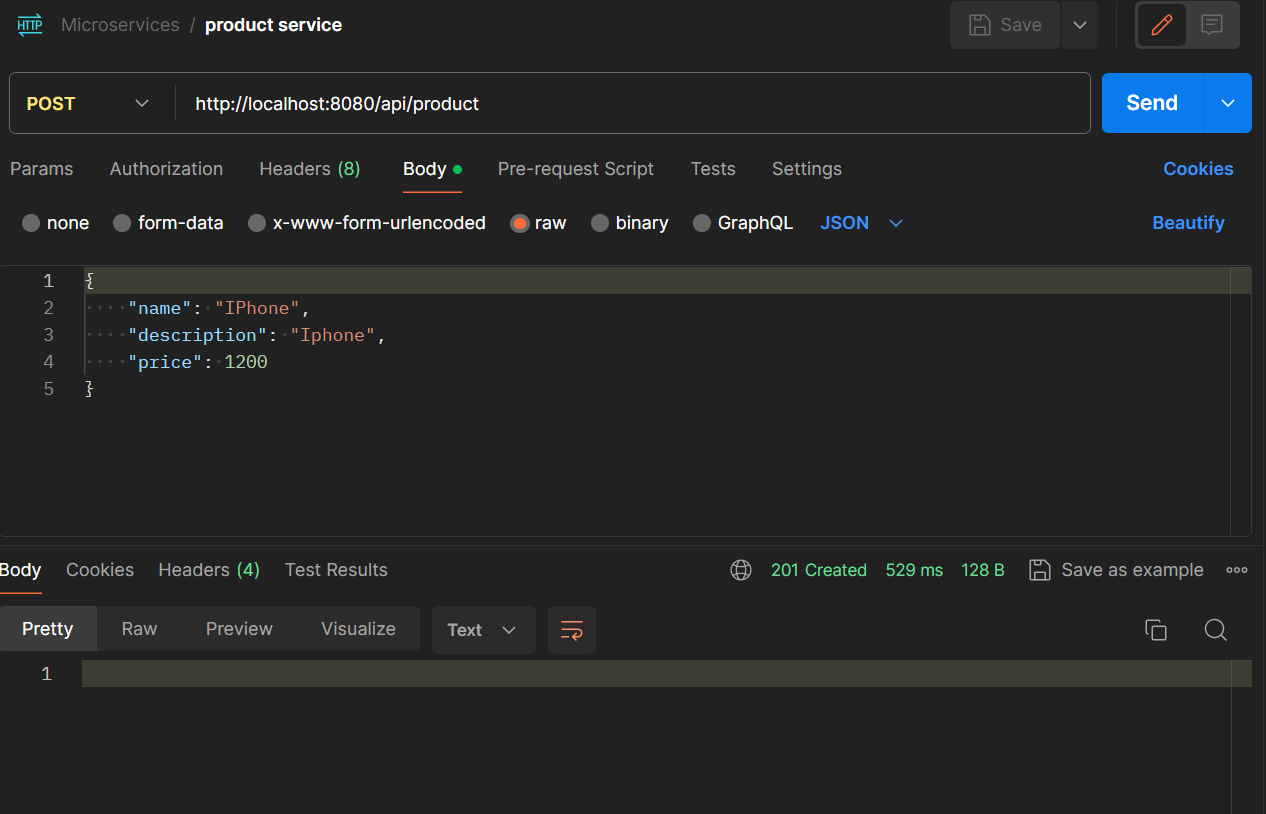 HTTP Microservices / product service Save
POST http://localhost:8080/api/product Send
Params Authorization Headers (8) Body Pre-request Script Tests Settings Cookies
none form-data x-www-form-urlencoded raw binary GraphQL JSON Beautify
1 {
2 "name": "IPhone",
3 "description": "Iphone",
4 "price": 1200
5 }
Body Cookies Headers (4) Test Results 201 Created 529 ms 128 B Save as example
Pretty Raw Preview Visualize Text
1